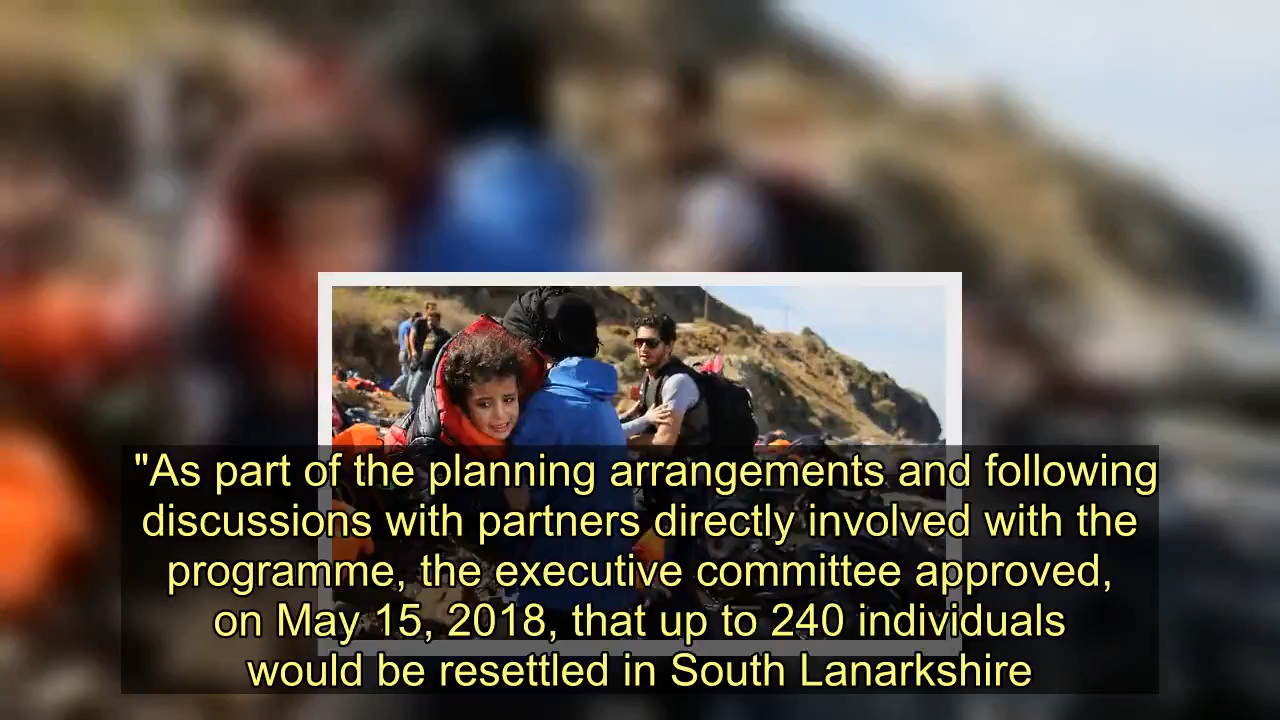 "As part of the planning arrangements and following
discussions with partners directly involved with the
programme, the executive committee approved,
on May 15, 2018, that up to 240 individuals
would be resettled in South Lanarkshire